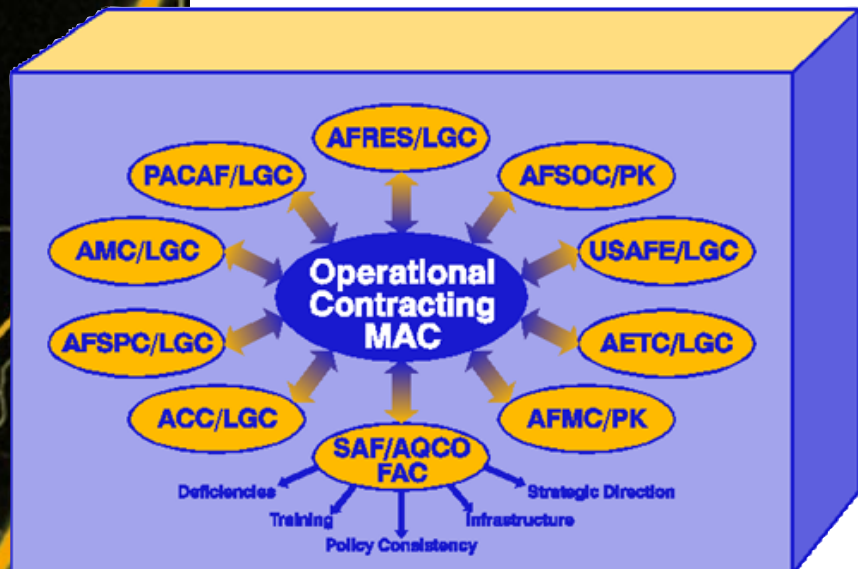 AFRES/LGC
PACAF/LGC
AFSOC/PK
AMC/LGC
USAFE/LGC
Operational
Contracting
MAC
AFSPC/LGC
AETC/LGC
ACC/LGC
AFMC/PK
SAF/AQCO
FAC
Deficiencies
Strategic Direction
Training
Infrastructure
Policy Consistency